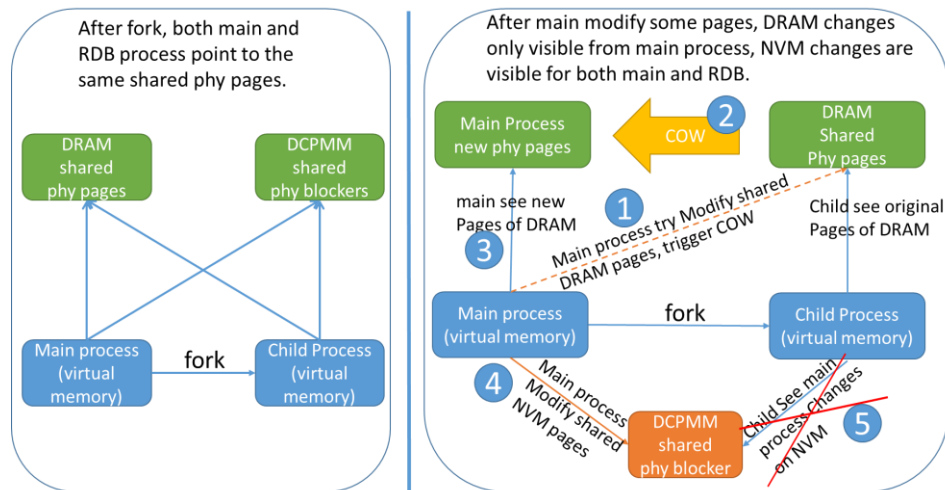 After fork, both main and
RDB process point to the
same shared phy pages.
DRAM
shared
phy pages
DCPMM
shared
phy blockers
Main process
(virtual
memory)
fork
Child Process
(virtual
memory)
After main modify some pages, DRAM changes
only visible from main process, NVM changes are
visible for both main and RDB.
Main Process
new phy pages
COW
2
DRAM
Shared
Phy pages
main see new
Pages of DRAM
3
1
Main process try Modify shared
DRAM pages, trigger COW
Child see original
Pages of DRAM
Main process
(virtual memory)
fork
Child Process
(virtual memory)
4
Main process
Modify shared
NVM pages
DCPMM
shared
phy blocker
Child See main
process Changes
on NVM
5